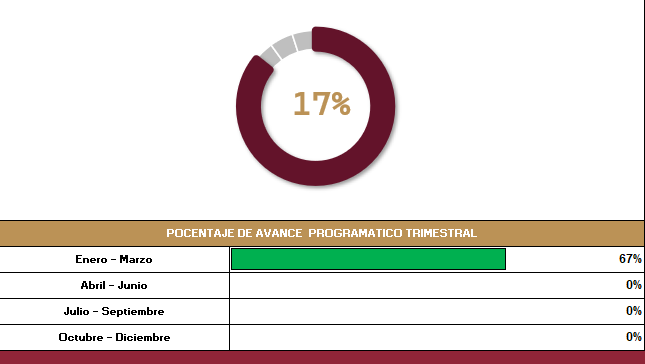 17%
POCENTAJE DE AVANCE PROGRAMATICO TRIMESTRAL
Enero - Marzo 67%
Abril - Junio 0%
Julio - Septiembre 0%
Octubre - Diciembre 0%